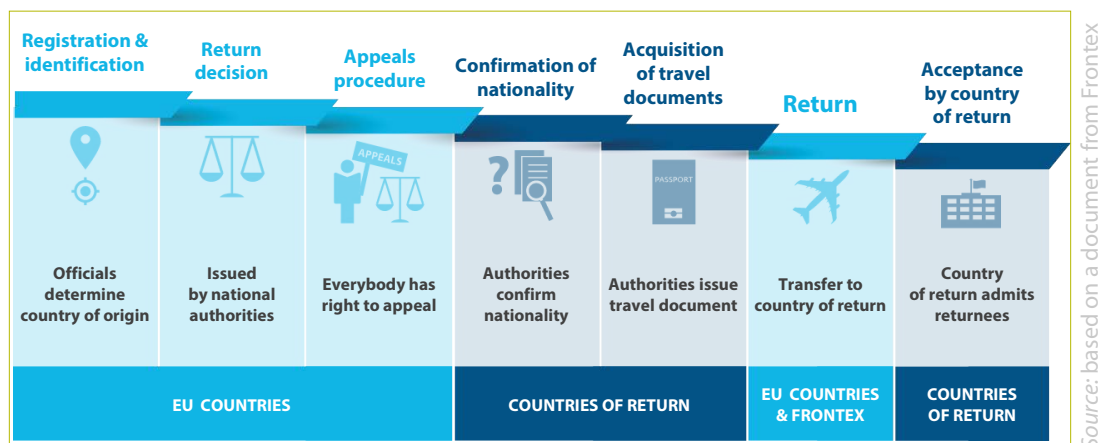 Registration &
identification
Return
decision
Appeals
procedure
Confirmation of
nationality
Acquisition
of travel
documents
Return
Acceptance
by country
of return
APPEALS
?
PASSPORT
Officials
determine
country of origin
Issued
by national
authorities
Everybody has
right to appeal
Authorities
confirm
nationality
Authorities issue
travel document
Transfer to
country of return
Country
of return admits
returnees
EU COUNTRIES
COUNTRIES OF RETURN
EU COUNTRIES
& FRONTEX
COUNTRIES
OF RETURN
Source: based on a document from Frontex